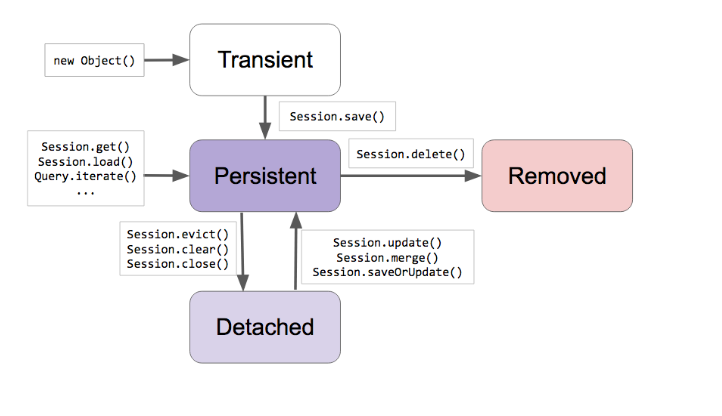 Transient
new Object()
Session.save()
Session.get()
Session.load()
Query.iterate()
...
Persistent
Session.delete()
Removed
Session.evict()
Session.clear()
Session.close()
Session.update()
Session.merge()
Session.saveOrUpdate()
Detached